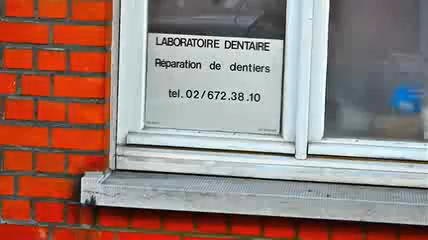 LABORATOIRE DENTAIRE
Réparation de dentiers
tel. 02/672.38.10